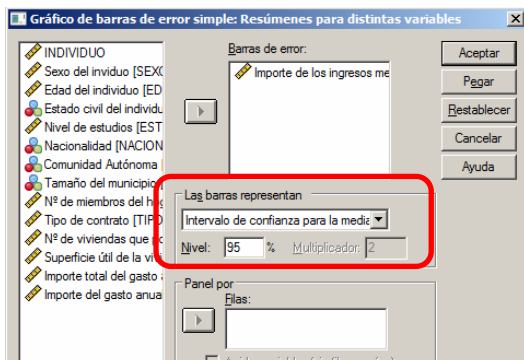 Gráfico de barras de error simple: Resúmenes para distintas variables
INDIVIDUO
Sexo del inviduo [SEX
Edad del individuo [ED
Estado civil del individu
Nivel de estudios [EST
Nacionalidad [NACION
Comunidad Autónoma [
Tamaño del municipio [
Nº de miembros del hog
Tipo de contrato [TIPO
Nº de viviendas que po
Superficie útil de la vivi
Importe total del gasto
Importe del gasto anua
Barras de error:
Importe de los ingresos me
Las barras representan
Intervalo de confianza para la media
Nivel: 95 % Multiplicador: 2
Panel por
Filas:
Aceptar
Pegar
Restablecer
Cancelar
Ayuda